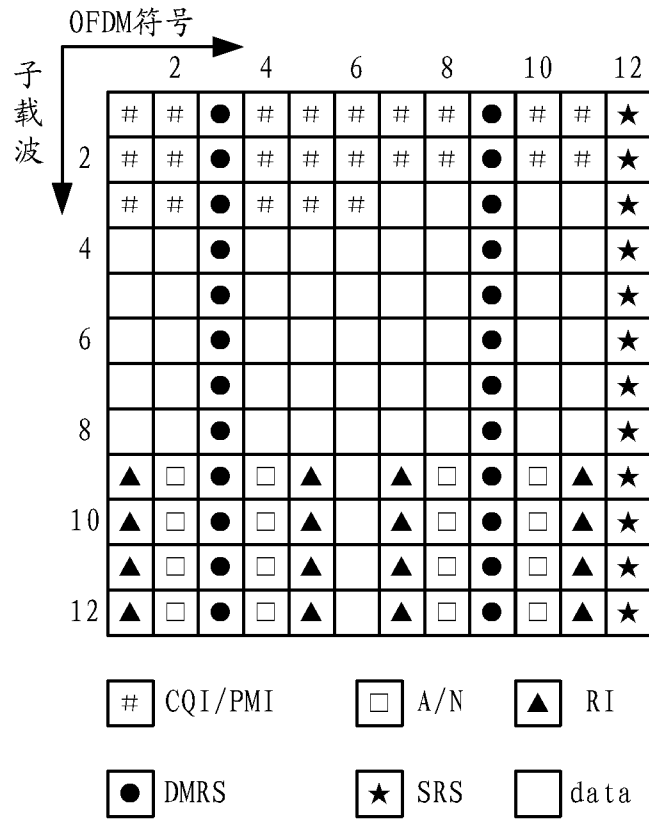 OFDM符号
子载波
2 4 6 8 10 12
# # ● # # # # # ● # # ★
2 # # ● # # # # # ● # # ★
# # ● # # # ● ★
4 ● ● ★
● ● ★
6 ● ● ★
● ● ★
8 ● ● ★
▲ □ ● □ ▲ ▲ □ ● □ ▲ ★
10 ▲ □ ● □ ▲ ▲ □ ● □ ▲ ★
▲ □ ● □ ▲ ▲ □ ● □ ▲ ★
12 ▲ □ ● □ ▲ ▲ □ ● □ ▲ ★
# CQI/PMI □ A/N ▲ RI
● DMRS ★ SRS data